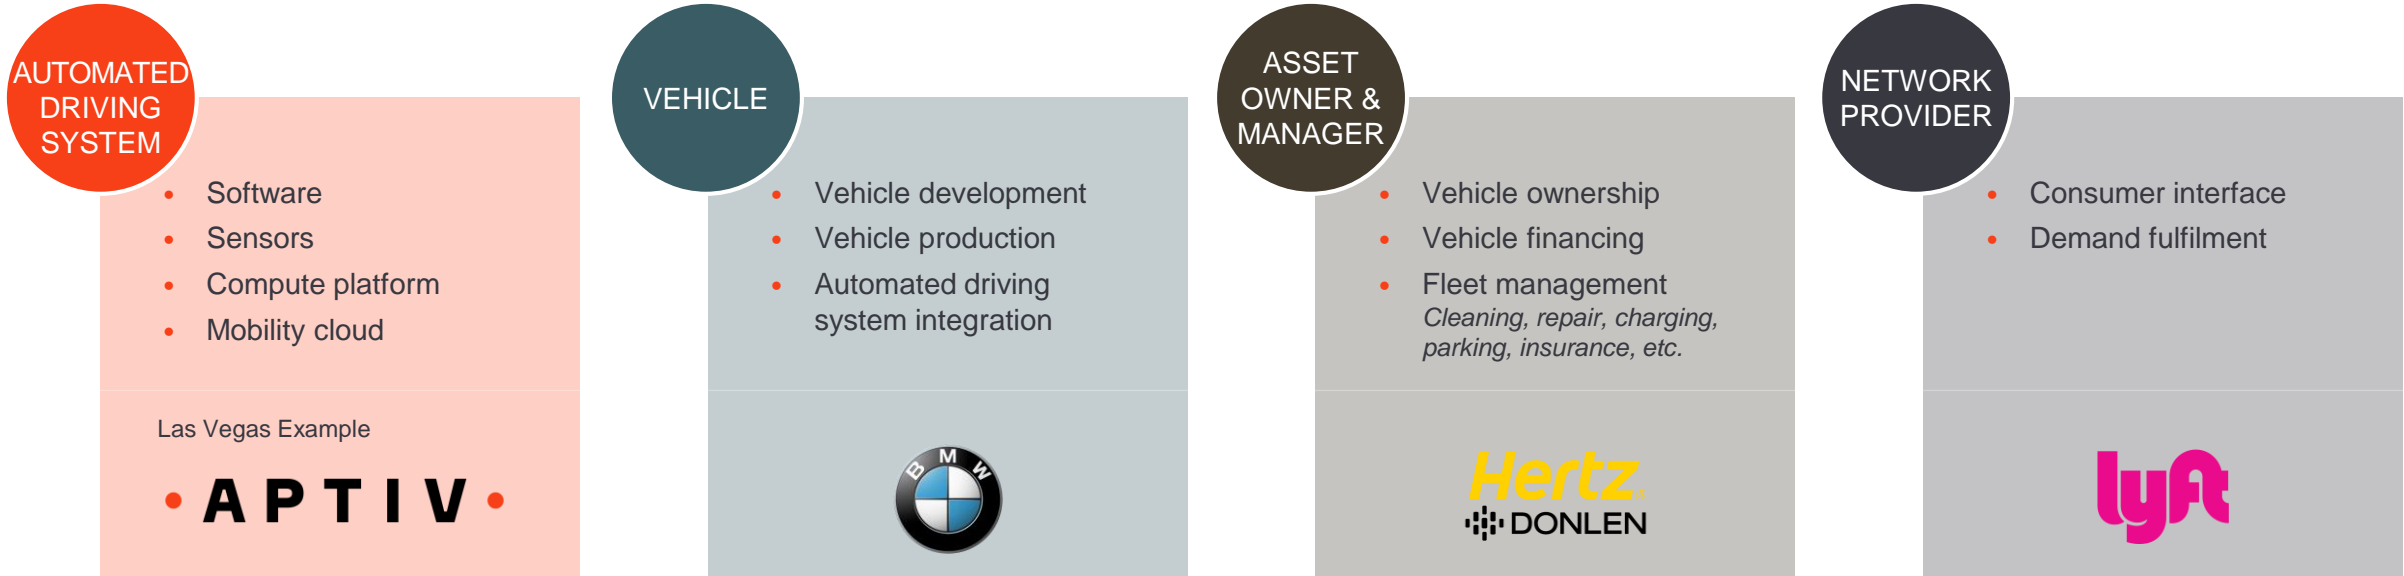 AUTOMATED
DRIVING
SYSTEM
• Software
• Sensors
• Compute platform
• Mobility cloud
Las Vegas Example
• APTIV •
VEHICLE
• Vehicle development
• Vehicle production
• Automated driving
system integration
BMW
ASSET
OWNER &
MANAGER
• Vehicle ownership
• Vehicle financing
• Fleet management
Cleaning, repair, charging,
parking, insurance, etc.
Hertz
DONLEN
NETWORK
PROVIDER
• Consumer interface
• Demand fulfilment
lyft